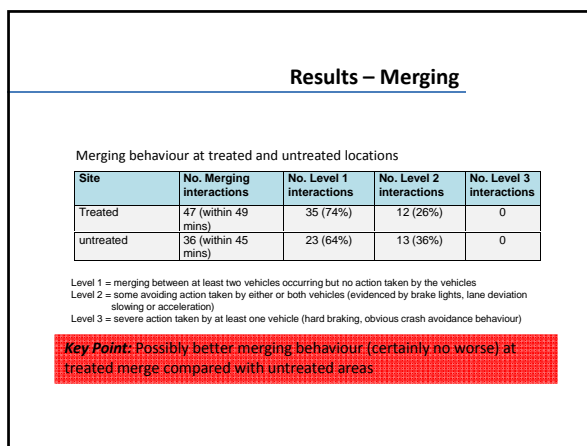 Results – Merging
Merging behaviour at treated and untreated locations
Site No. Merging interactions No. Level 1 interactions No. Level 2 interactions No. Level 3 interactions
Treated 47 (within 49 mins) 35 (74%) 12 (26%) 0
untreated 36 (within 45 mins) 23 (64%) 13 (36%) 0
Level 1 = merging between at least two vehicles occurring but no action taken by the vehicles
Level 2 = some avoiding action taken by either or both vehicles (evidenced by brake lights, lane deviation
slowing or acceleration)
Level 3 = severe action taken by at least one vehicle (hard braking, obvious crash avoidance behaviour)
Key Point: Possibly better merging behaviour (certainly no worse) at
treated merge compared with untreated areas